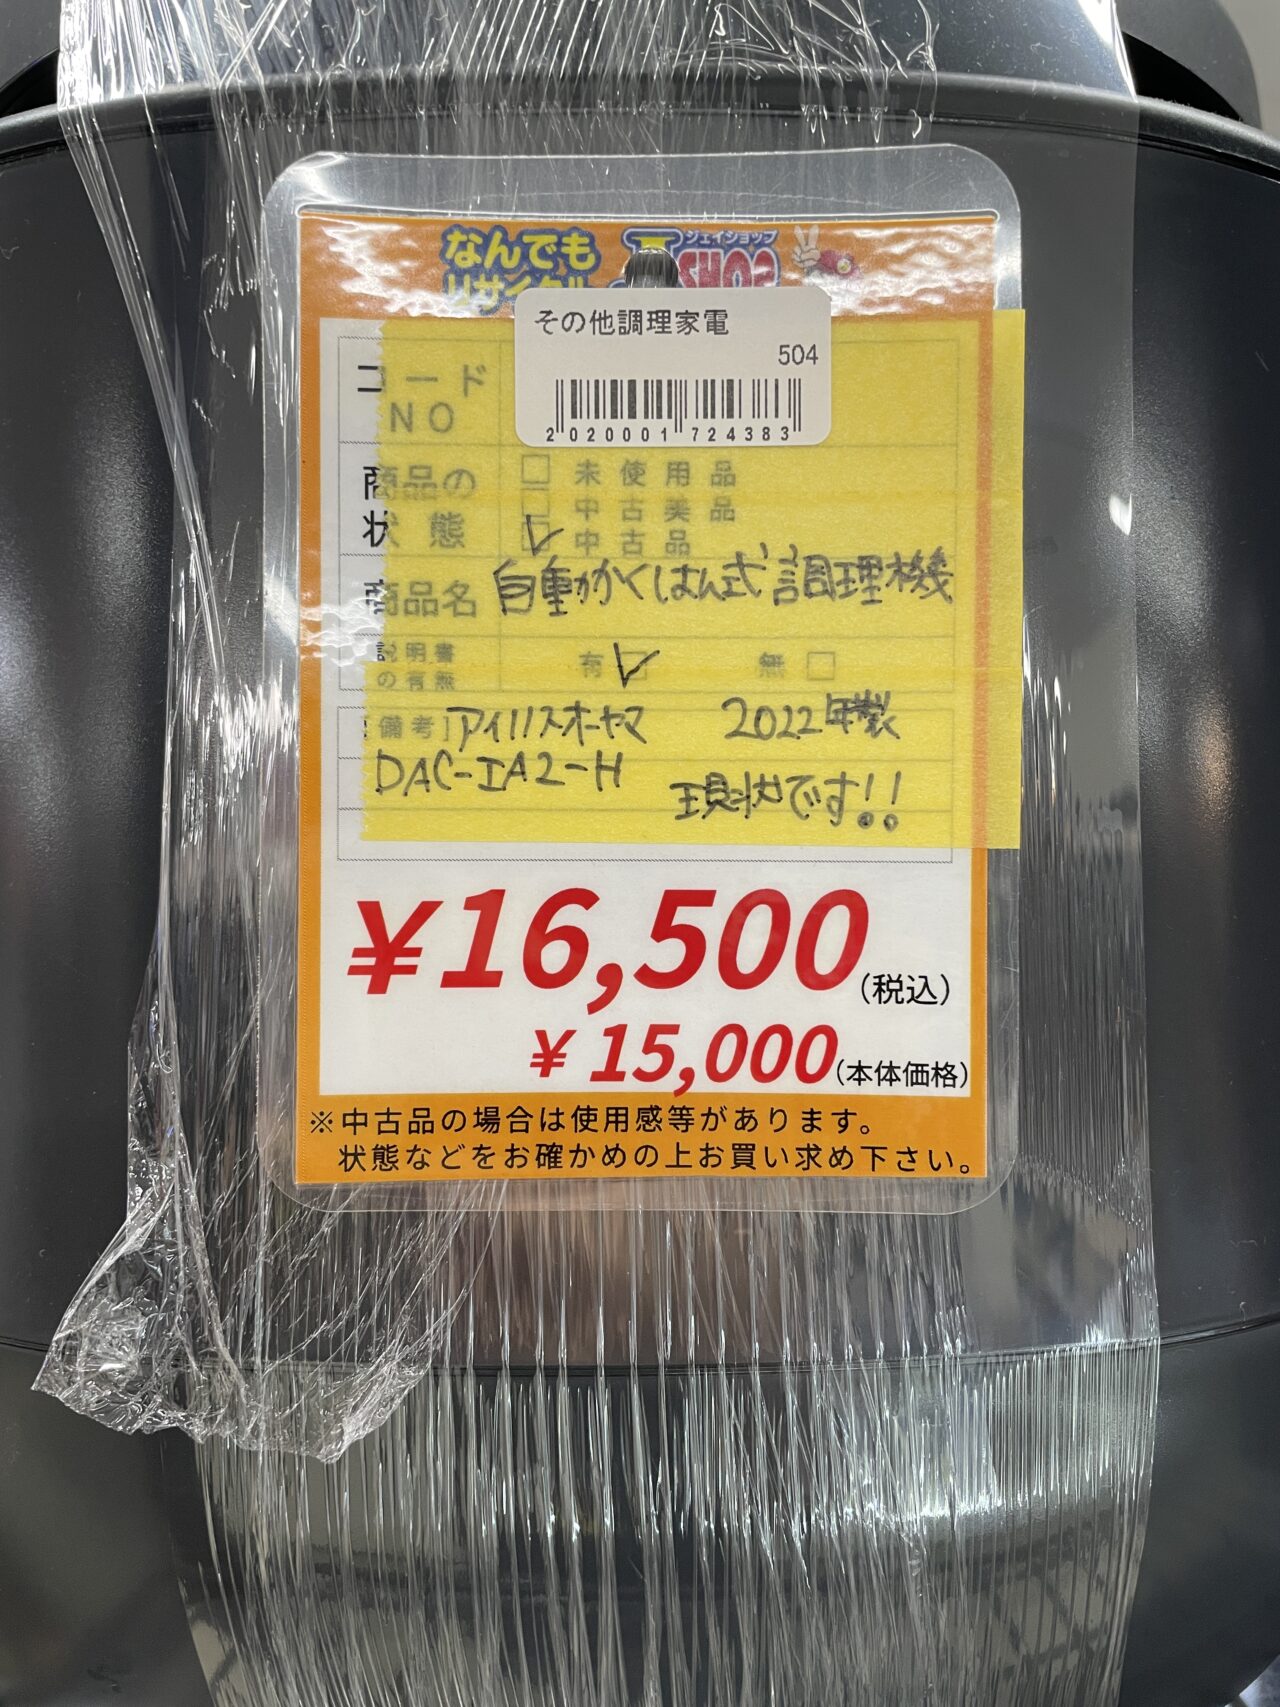 なんでも
リサイクル
ジェイショップ
J SHOP
その他調理家電
504
2 020001 724383
コード
NO
商品の
状態
□ 未使用品
□ 中古美品
☑ 中古品
商品名 自動かくはん式調理機
説明書
の有無
有 ☑ 無 □
[備考] アイリスオーヤマ 2022年製
DAC-IA2-H 現状です!!
¥16,500(税込)
¥ 15,000(本体価格)
※中古品の場合は使用感等があります。
状態などをお確かめの上お買い求め下さい。